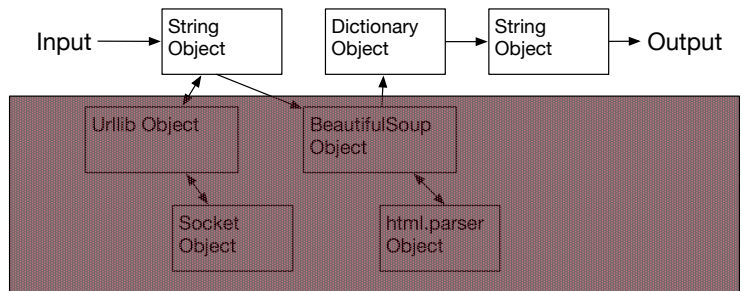 Input
String
Object
Dictionary
Object
String
Object
Output
Urllib Object
BeautifulSoup
Object
Socket
Object
html.parser
Object